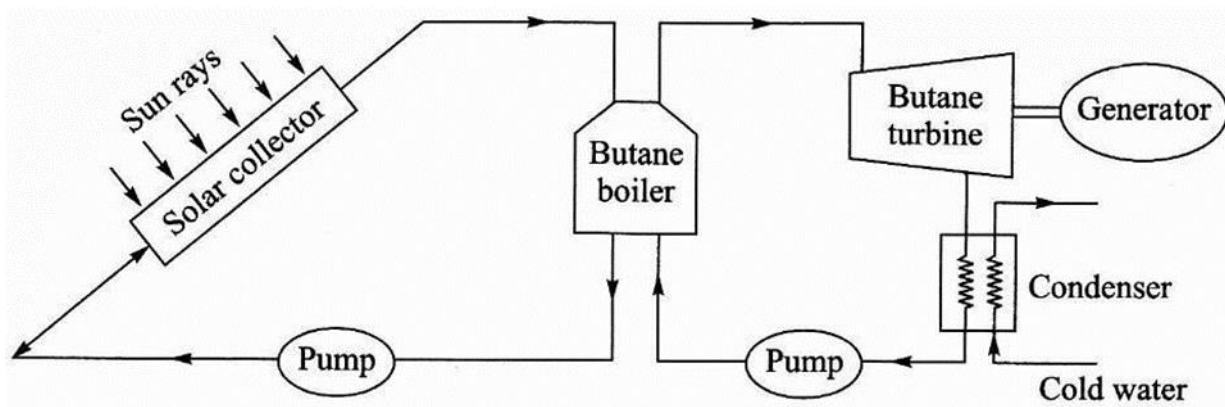 Sun rays
Solar collector
Butane
boiler
Butane
turbine
Generator
Condenser
Pump
Pump
Cold water